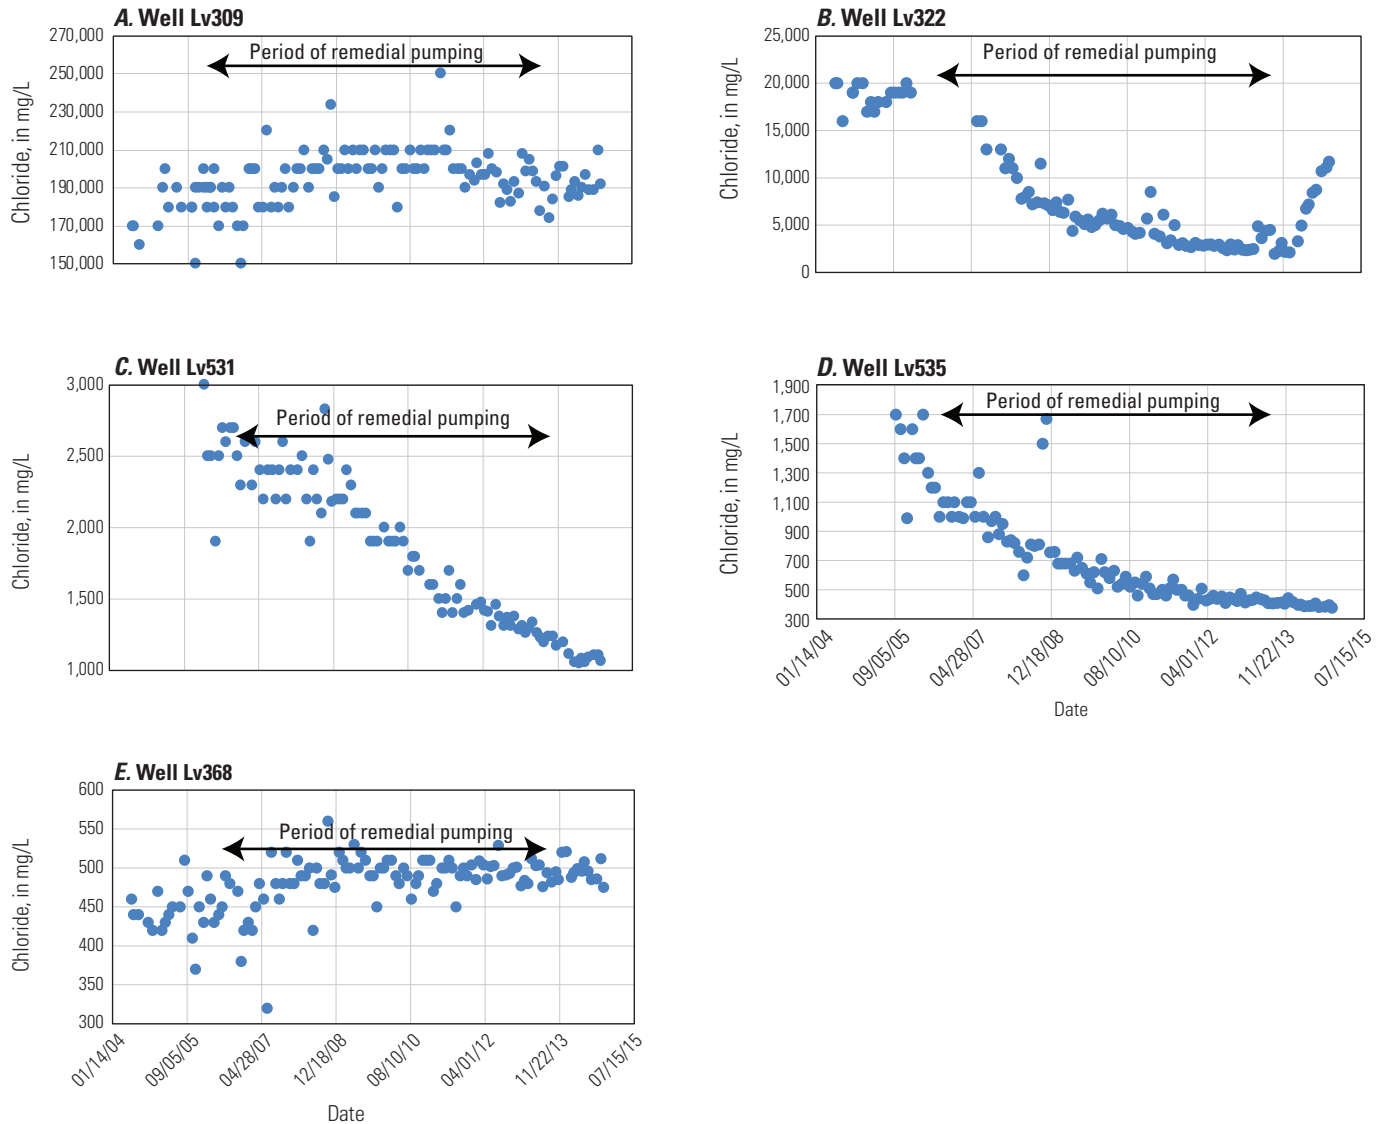 A. Well Lv309
270,000
250,000
230,000
210,000
190,000
170,000
150,000
Chloride, in mg/L
Period of remedial pumping
B. Well Lv322
25,000
20,000
15,000
10,000
5,000
0
Chloride, in mg/L
Period of remedial pumping
C. Well Lv531
3,000
2,500
2,000
1,500
1,000
Chloride, in mg/L
Period of remedial pumping
D. Well Lv535
1,900
1,700
1,500
1,300
1,100
900
700
500
300
Chloride, in mg/L
Period of remedial pumping
01/14/04
09/05/05
04/28/07
12/18/08
08/10/10
04/01/12
11/22/13
07/15/15
Date
E. Well Lv368
600
550
500
450
400
350
300
Chloride, in mg/L
Period of remedial pumping
01/14/04
09/05/05
04/28/07
12/18/08
08/10/10
04/01/12
11/22/13
07/15/15
Date